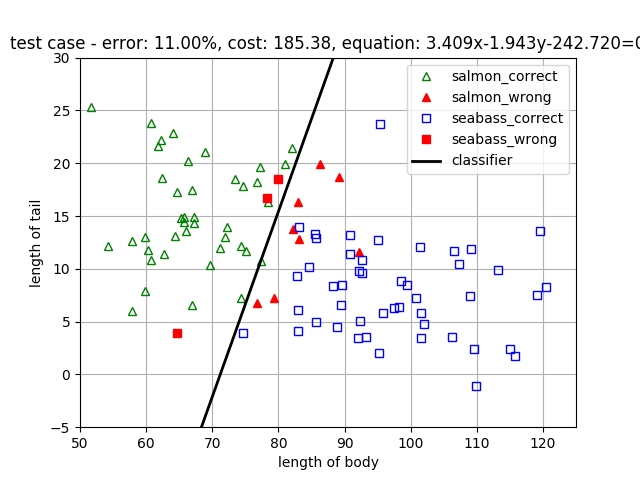 test case - error: 11.00%, cost: 185.38, equation: 3.409x-1.943y-242.720=0
salmon_correct
salmon_wrong
seabass_correct
seabass_wrong
classifier
30
25
20
15
10
5
0
−5
length of tail
50 60 70 80 90 100 110 120
length of body